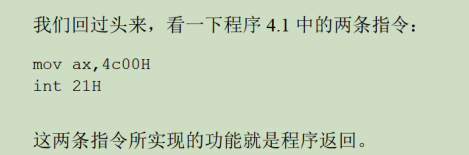 我们回过头来，看一下程序 4.1 中的两条指令：
mov ax,4c00H
int 21H
这两条指令所实现的功能就是程序返回。